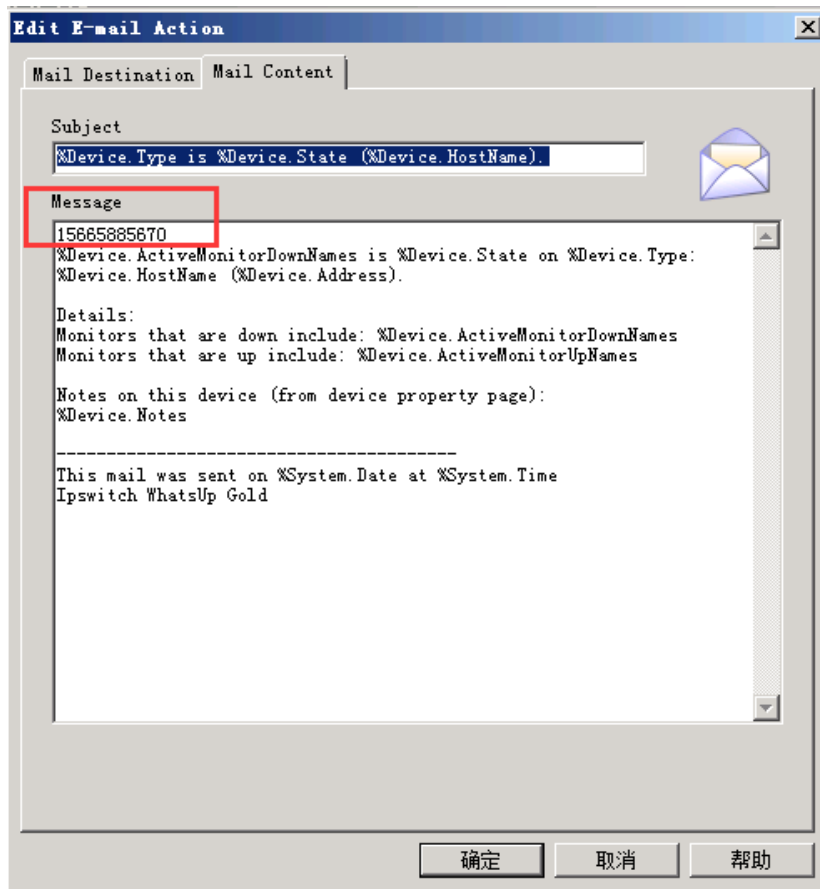 Edit E-mail Action
Mail Destination
Mail Content
Subject
%Device.Type is %Device.State (%Device.HostName).
Message
15665885670
%Device.ActiveMonitorDownNames is %Device.State on %Device.Type:
%Device.HostName (%Device.Address).
Details:
Monitors that are down include: %Device.ActiveMonitorDownNames
Monitors that are up include: %Device.ActiveMonitorUpNames
Notes on this device (from device property page):
%Device.Notes
----------------------------------------
This mail was sent on %System.Date at %System.Time
Ipswitch WhatsUp Gold
确定
取消
帮助